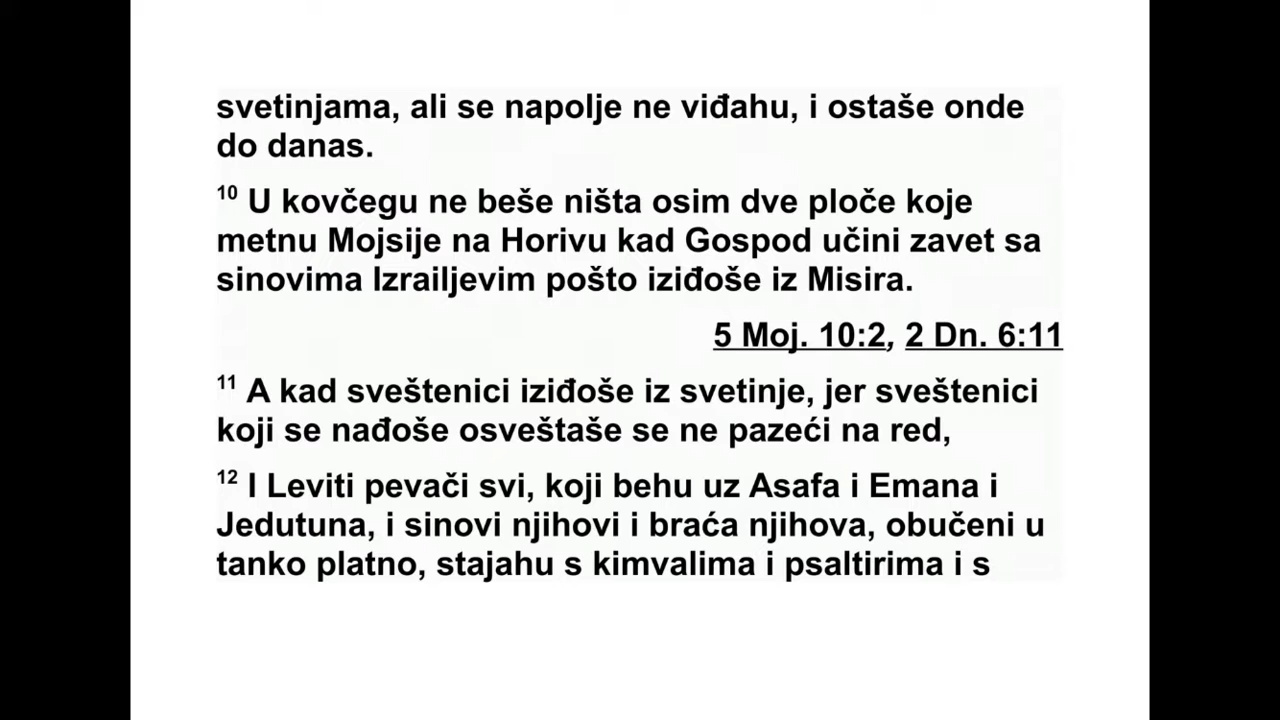 svetinjama, ali se napolje ne viđahu, i ostaše onde
do danas.
10 U kovčegu ne beše ništa osim dve ploče koje
metnu Mojsije na Horivu kad Gospod učini zavet sa
sinovima Izrailjevim pošto iziđoše iz Misira.
5 Moj. 10:2, 2 Dn. 6:11
11 A kad sveštenici iziđoše iz svetinje, jer sveštenici
koji se nađoše osveštaše se ne pazeći na red,
12 I Leviti pevači svi, koji behu uz Asafa i Emana i
Jedutuna, i sinovi njihovi i braća njihova, obučeni u
tanko platno, stajahu s kimvalima i psaltirima i s